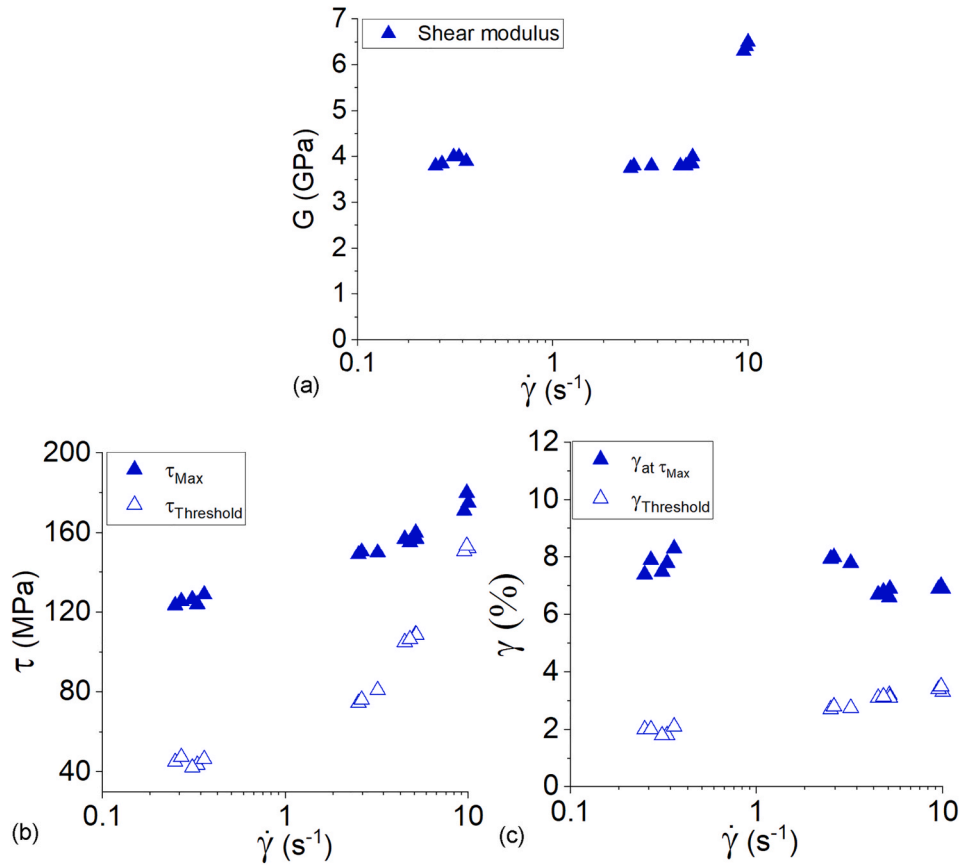 Shear modulus
7
6
5
4
3
2
1
0
G (GPa)
0.1 1 10
(a) γ̇ (s⁻¹)
200
160
120
80
40
τ (MPa)
τMax
τThreshold
0.1 1 10
(b) γ̇ (s⁻¹)
12
10
8
6
4
2
0
γ (%)
γat τMax
γThreshold
0.1 1 10
(c) γ̇ (s⁻¹)